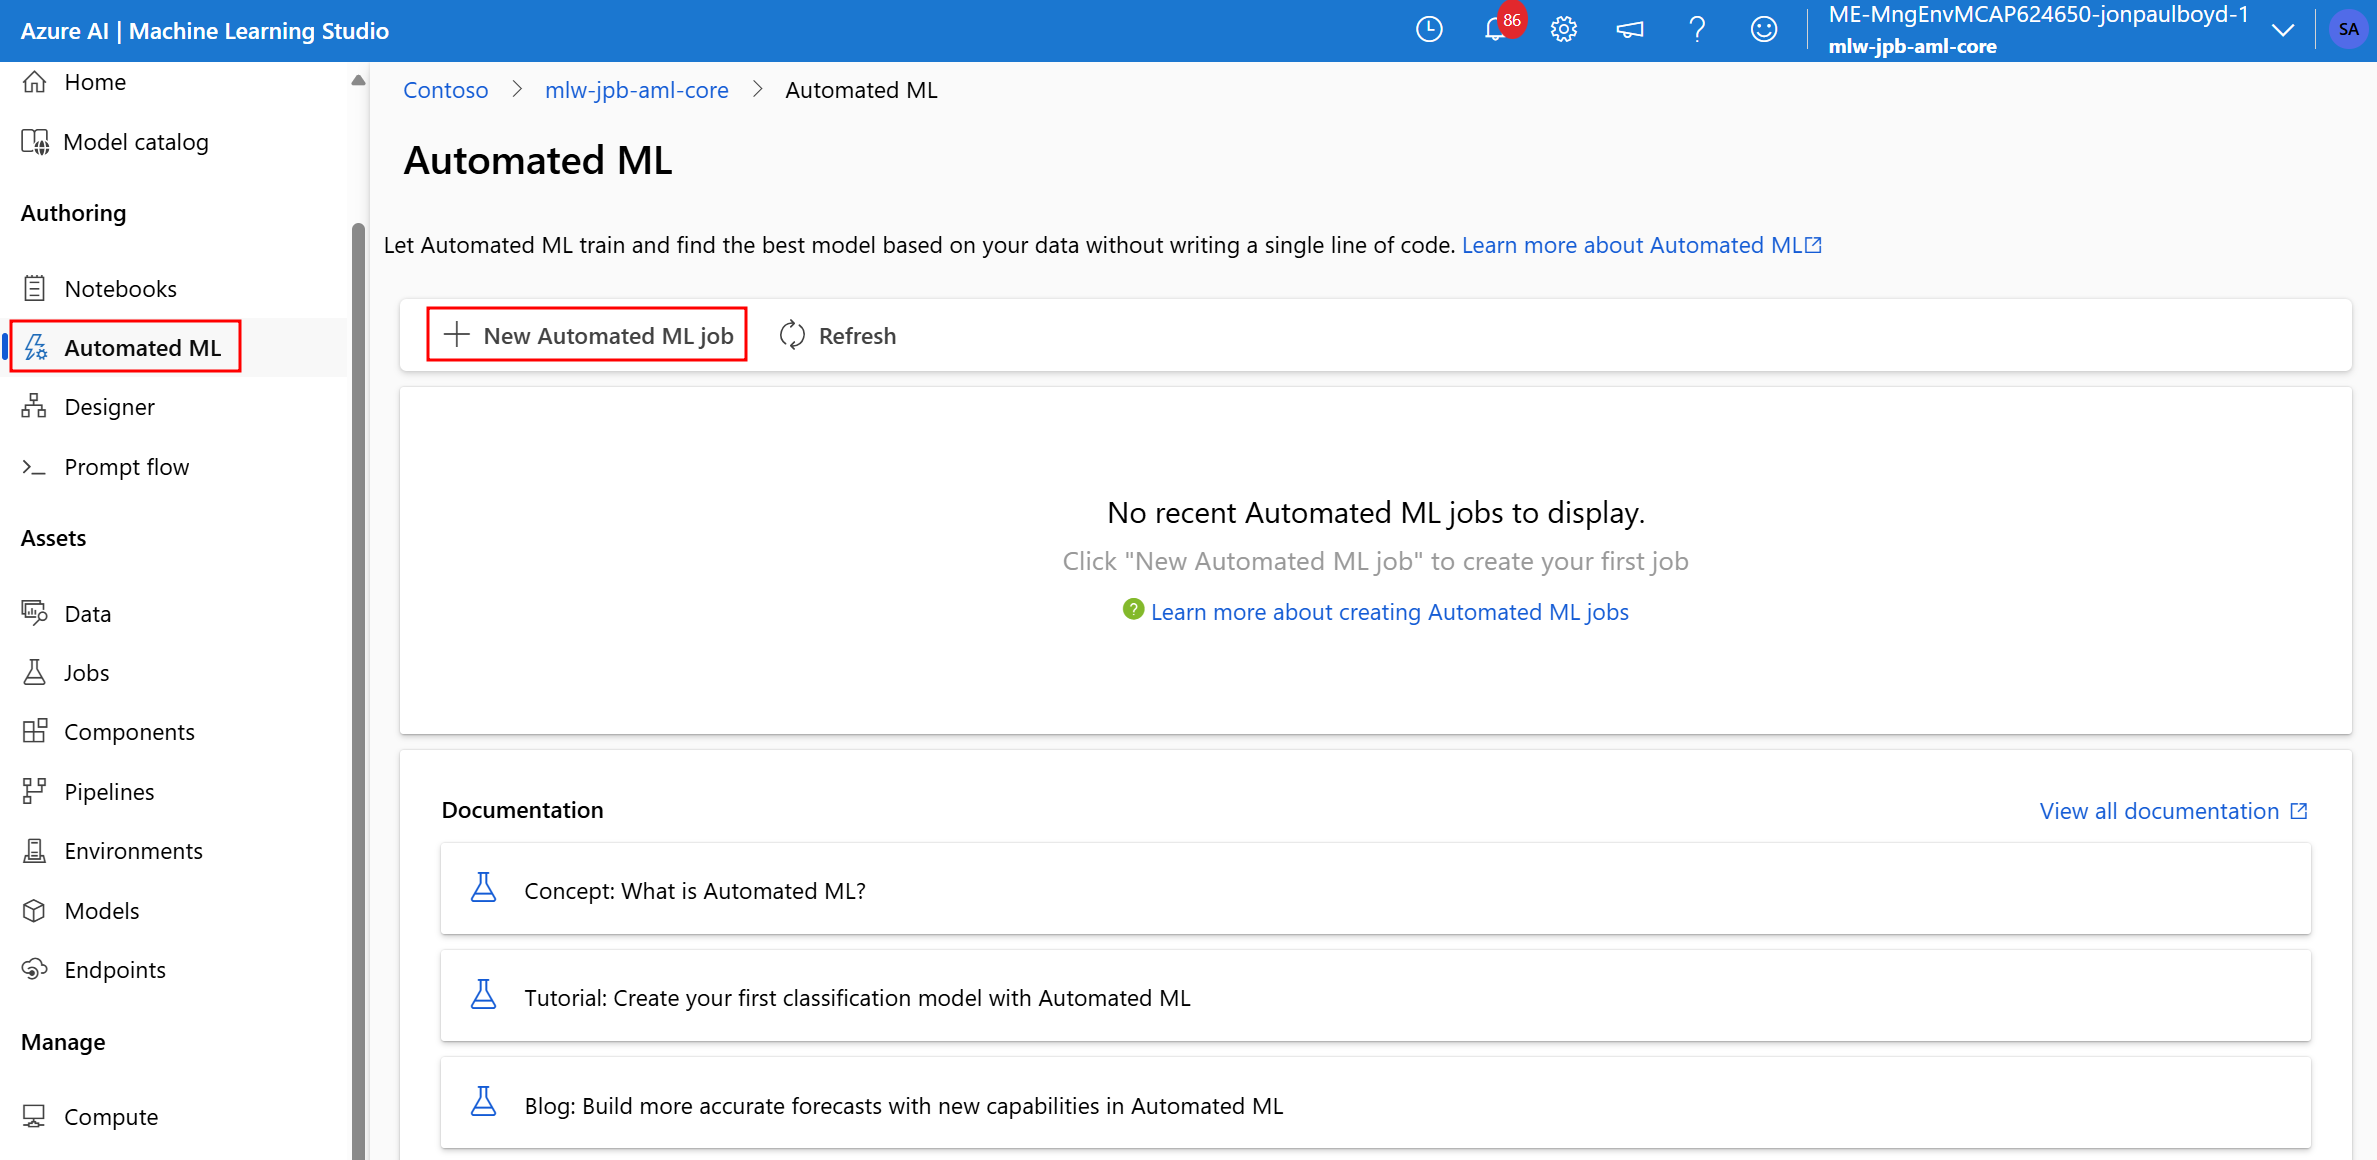 Azure AI | Machine Learning Studio
86
?
ME-MngEnvMCAP624650-jonpaulboyd-1
mlw-jpb-aml-core
SA
Home
Model catalog
Authoring
Notebooks
Automated ML
Designer
Prompt flow
Assets
Data
Jobs
Components
Pipelines
Environments
Models
Endpoints
Manage
Compute
Contoso > mlw-jpb-aml-core > Automated ML
Automated ML
Let Automated ML train and find the best model based on your data without writing a single line of code. Learn more about Automated ML
New Automated ML job
Refresh
No recent Automated ML jobs to display.
Click "New Automated ML job" to create your first job
? Learn more about creating Automated ML jobs
Documentation
View all documentation
Concept: What is Automated ML?
Tutorial: Create your first classification model with Automated ML
Blog: Build more accurate forecasts with new capabilities in Automated ML